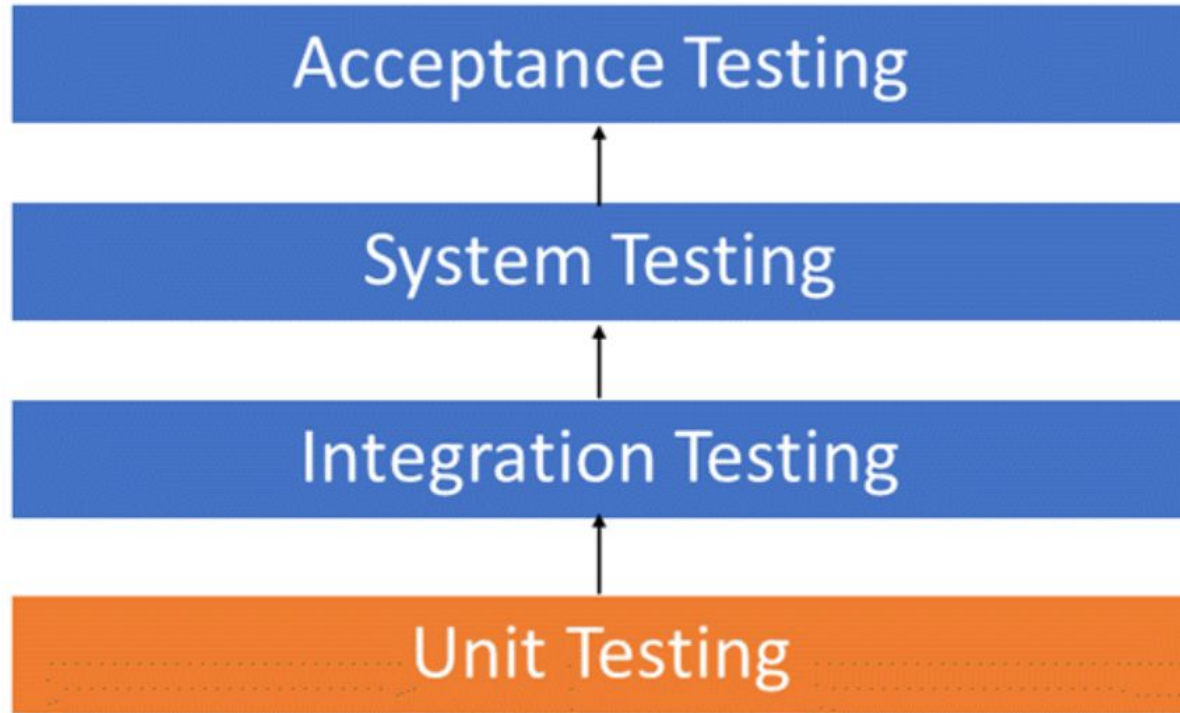 Acceptance Testing
System Testing
Integration Testing
Unit Testing